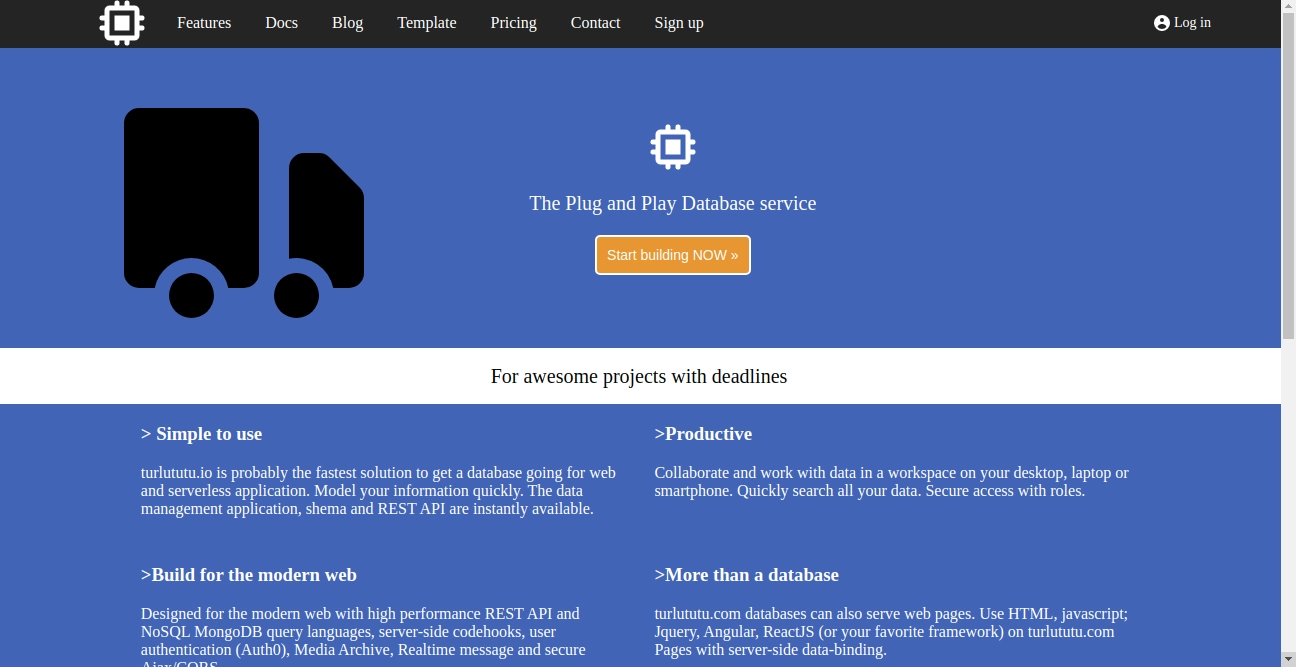 Features Docs Blog Template Pricing Contact Sign up Log in
The Plug and Play Database service
Start building NOW »
For awesome projects with deadlines
> Simple to use
turlututu.io is probably the fastest solution to get a database going for web
and serverless application. Model your information quickly. The data
management application, shema and REST API are instantly available.
>Productive
Collaborate and work with data in a workspace on your desktop, laptop or
smartphone. Quickly search all your data. Secure access with roles.
>Build for the modern web
Designed for the modern web with high performance REST API and
NoSQL MongoDB query languages, server-side codehooks, user
authentication (Auth0), Media Archive, Realtime message and secure
Ajax/CORS
>More than a database
turlututu.com databases can also serve web pages. Use HTML, javascript;
Jquery, Angular, ReactJS (or your favorite framework) on turlututu.com
Pages with server-side data-binding.